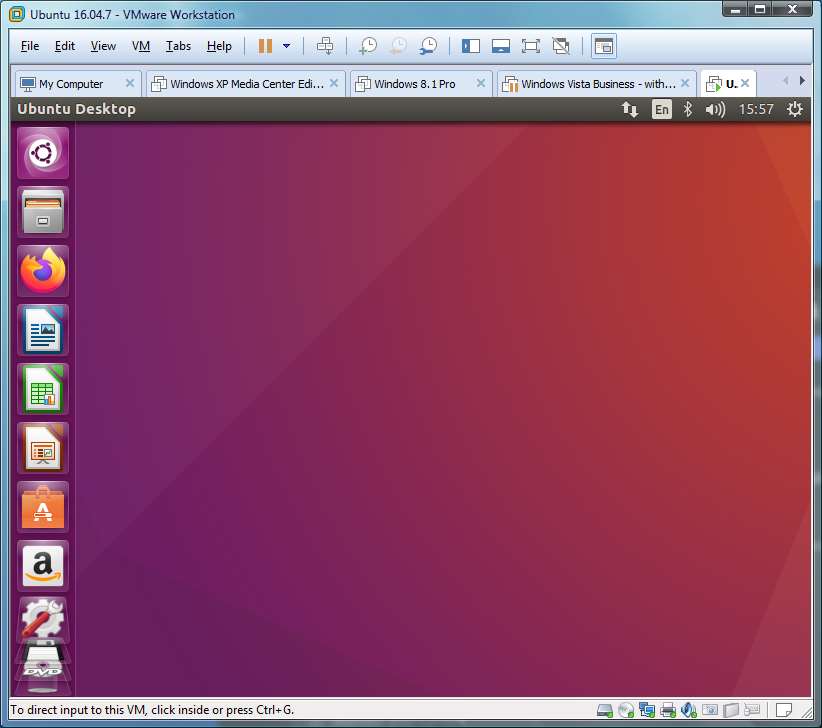 Ubuntu 16.04.7 - VMware Workstation
File Edit View VM Tabs Help
My Computer Windows XP Media Center Edi... Windows 8.1 Pro Windows Vista Business - with... U..
Ubuntu Desktop En 15:57
A
a
DVD
To direct input to this VM, click inside or press Ctrl+G.